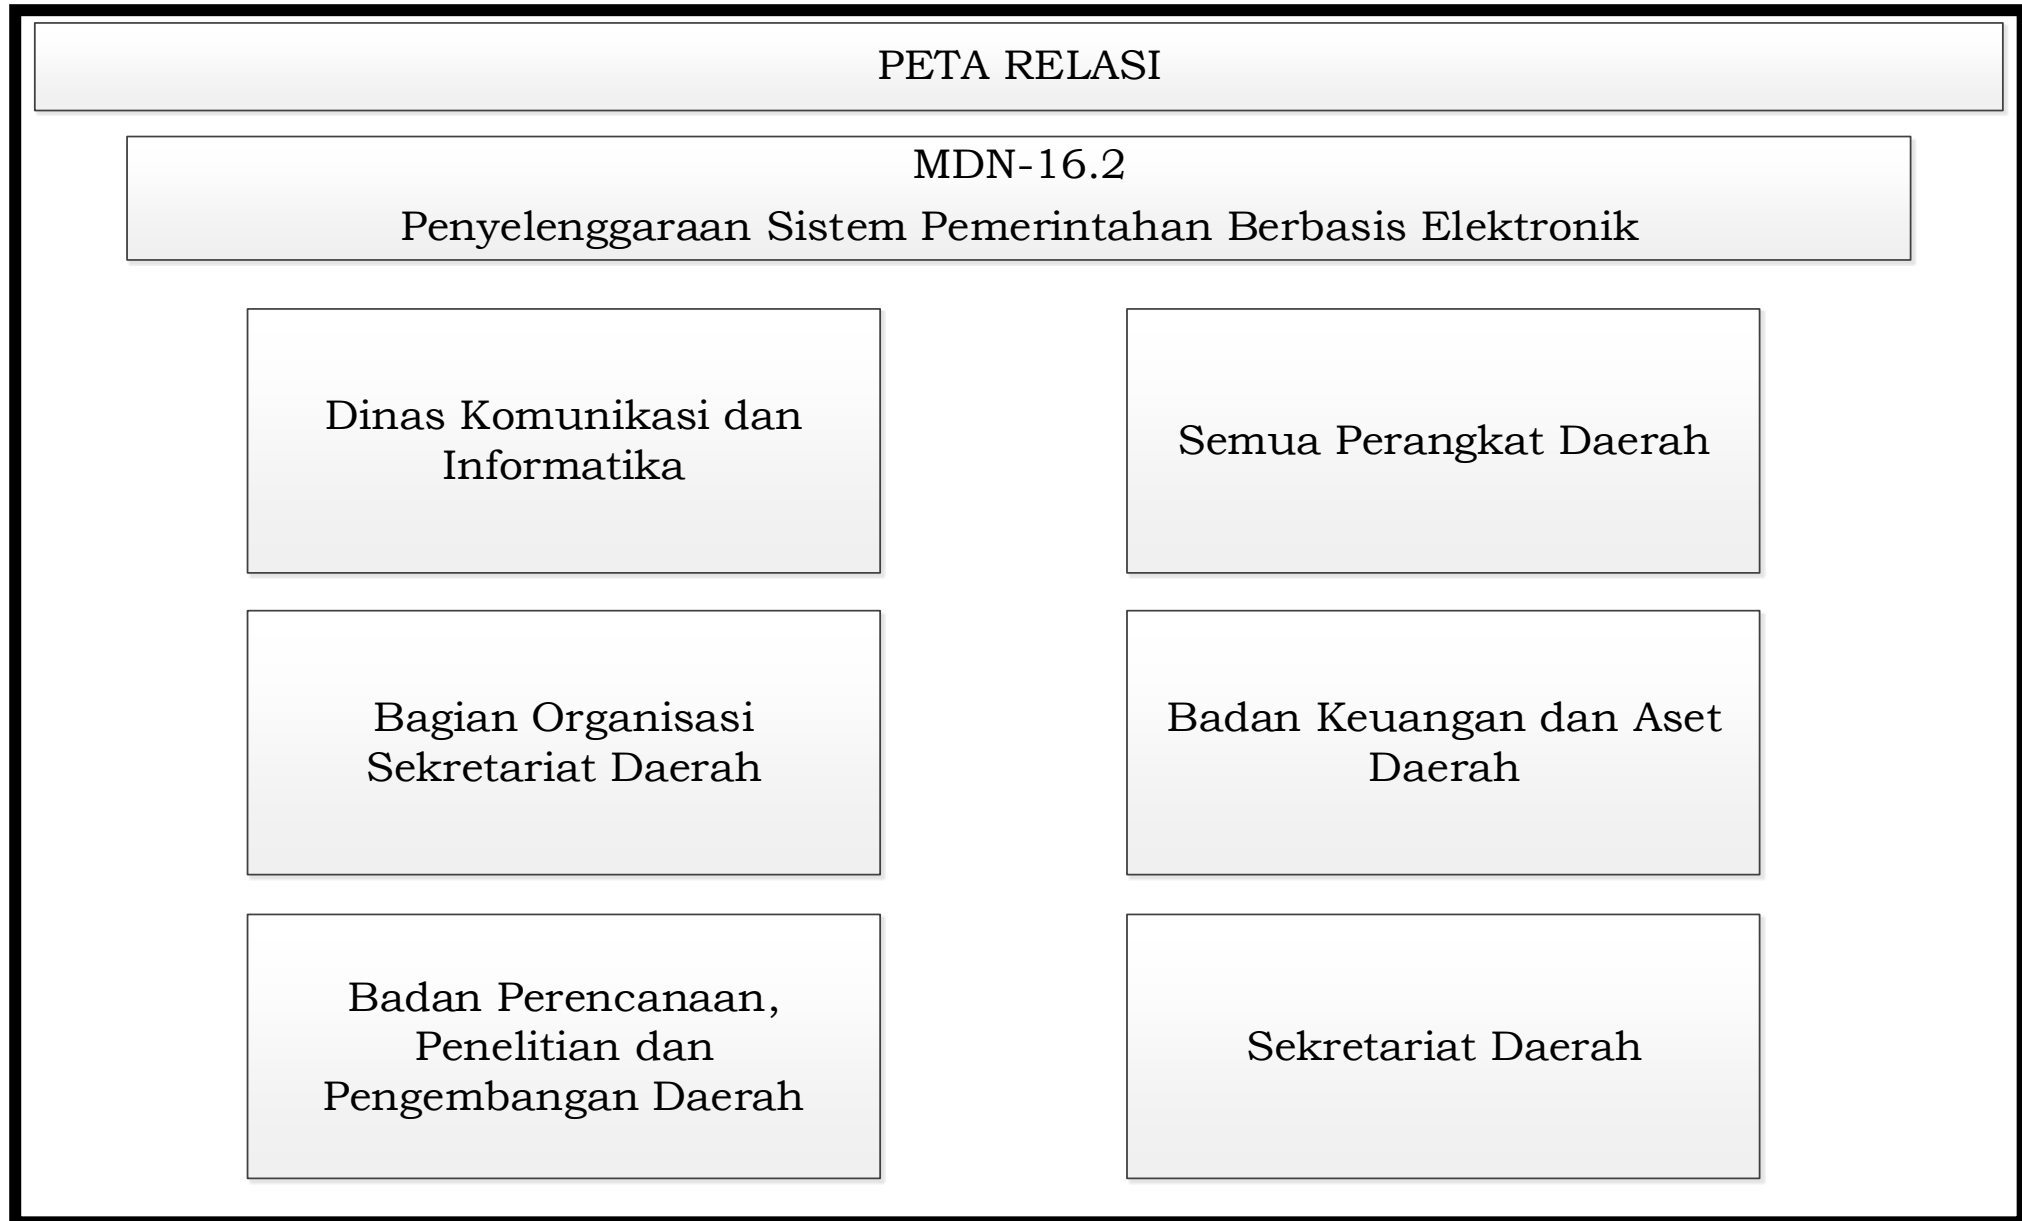 PETA RELASI
MDN-16.2
Penyelenggaraan Sistem Pemerintahan Berbasis Elektronik
Dinas Komunikasi dan
Informatika
Semua Perangkat Daerah
Bagian Organisasi
Sekretariat Daerah
Badan Keuangan dan Aset
Daerah
Badan Perencanaan,
Penelitian dan
Pengembangan Daerah
Sekretariat Daerah